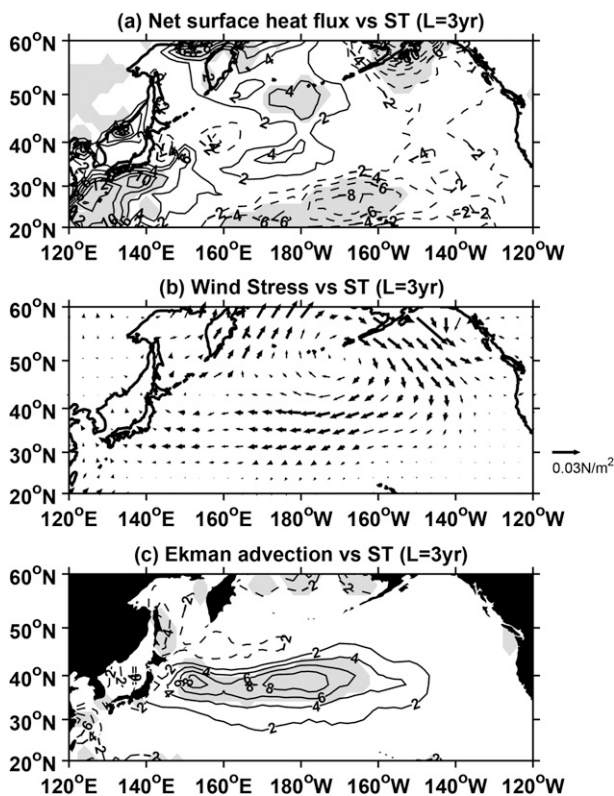 (a) Net surface heat flux vs ST (L=3yr)
60°N
50°N
40°N
30°N
20°N
120°E 140°E 160°E 180°W 160°W 140°W 120°W
(b) Wind Stress vs ST (L=3yr)
60°N
50°N
40°N
30°N
20°N
120°E 140°E 160°E 180°W 160°W 140°W 120°W
0.03N/m²
(c) Ekman advection vs ST (L=3yr)
60°N
50°N
40°N
30°N
20°N
120°E 140°E 160°E 180°W 160°W 140°W 120°W